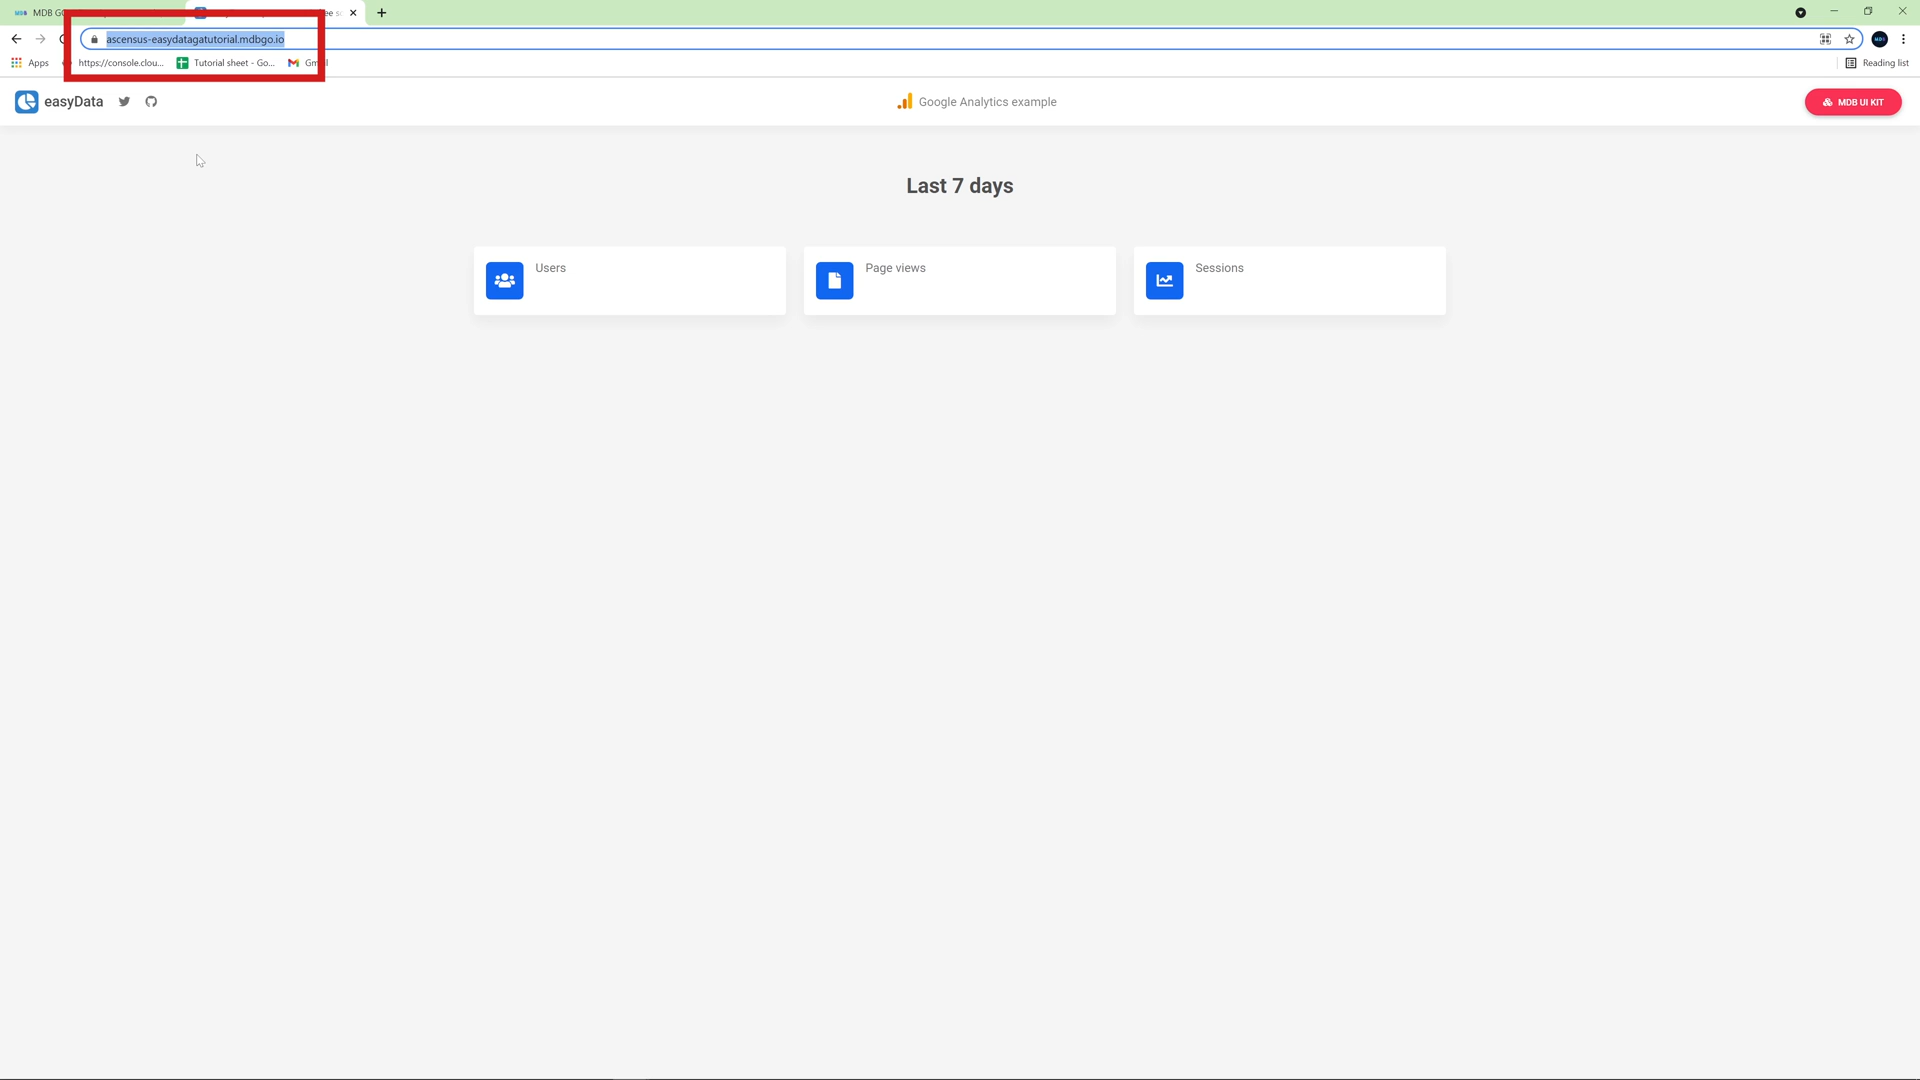 MDB
ascensus-easydatagatutorial.mdbgo.io
Apps
https://console.clou...
Tutorial sheet - Go...
Reading list
easyData
Google Analytics example
MDB UI KIT
Last 7 days
Users
Page views
Sessions